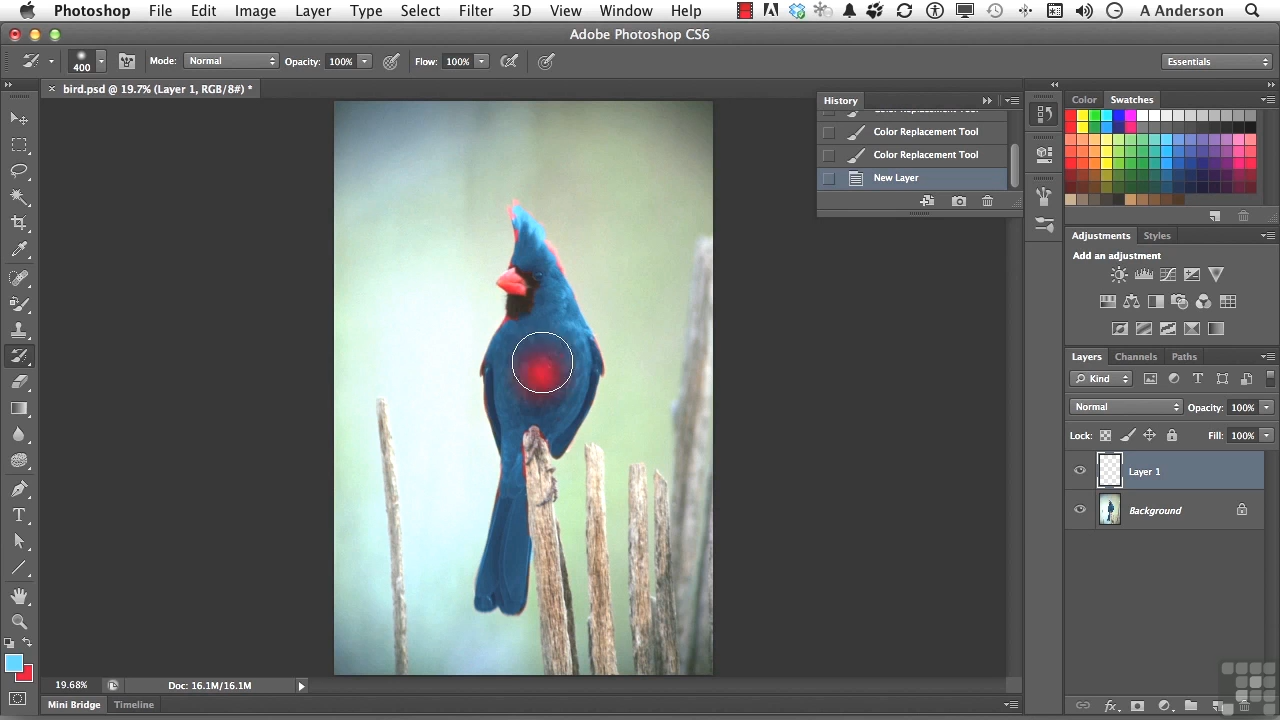 Photoshop File Edit Image Layer Type Select Filter 3D View Window Help A Anderson
Adobe Photoshop CS6
400 Mode: Normal Opacity: 100% Flow: 100% Essentials
bird.psd @ 19.7% (Layer 1, RGB/8#) *
History
Color Replacement Tool
Color Replacement Tool
Color Replacement Tool
New Layer
Color Swatches
Adjustments Styles
Add an adjustment
Layers Channels Paths
Kind
Normal Opacity: 100%
Lock: Fill: 100%
Layer 1
Background
19.68% Doc: 16.1M/16.1M
Mini Bridge Timeline